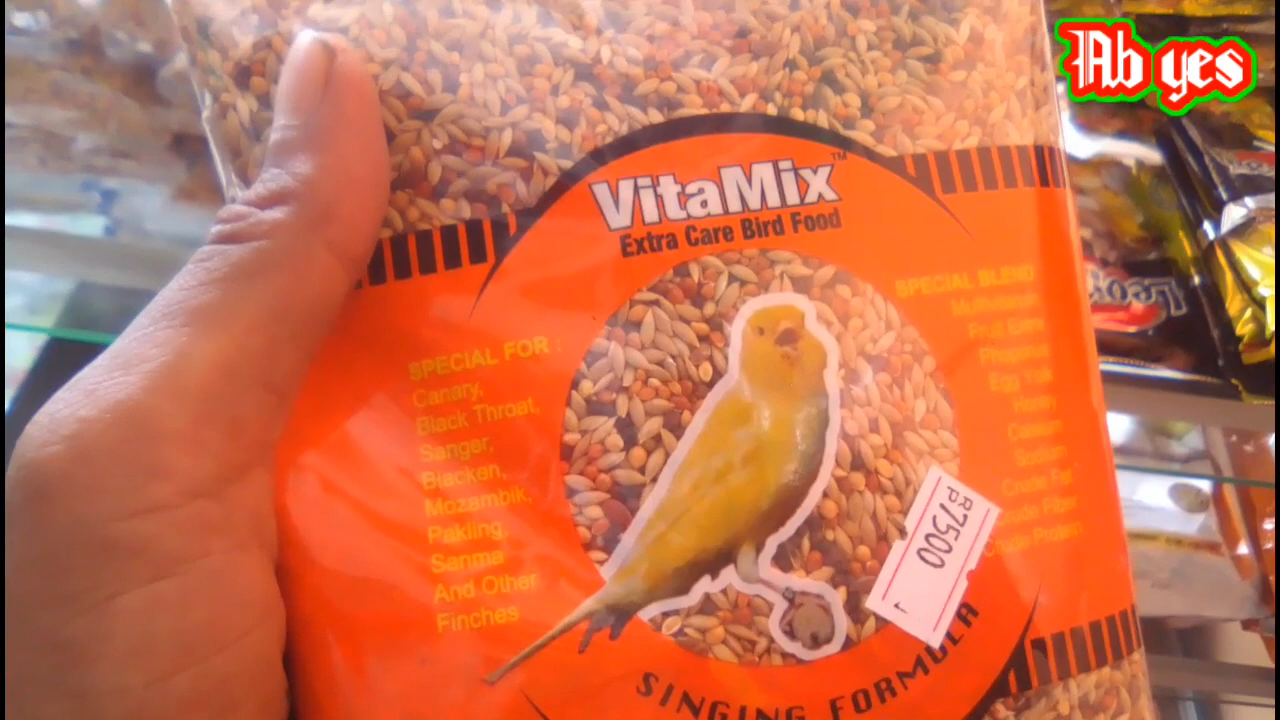 Ab yes
VitaMix™
Extra Care Bird Food
SPECIAL FOR :
Canary,
Black Throat,
Sanger,
Blacken,
Mozambik,
Pakling,
Sanma
And Other
Finches
SPECIAL BLEND
Multivitamin
Fruit Extra
Egg Yolk
Honey
Calcium
Sodium
Crude Fat
Crude Fiber
Crude Protein
7500
SINGING FORMULA